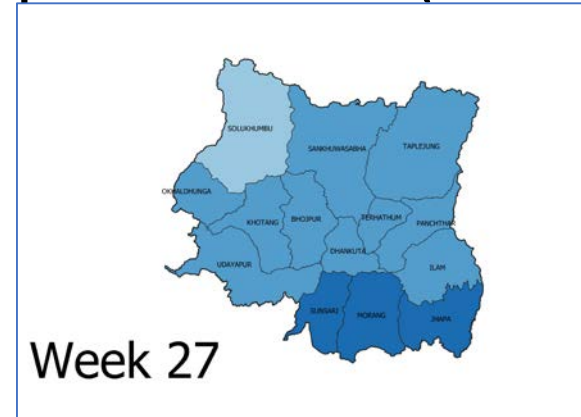 SOLUKHUMBU
TAPLEJUNG
SANKHUWASABHA
OKHALDHUNGA
KHOTANG
BHOJPUR
TERHATHUM
PANCHTHAR
DHANKUTA
UDAYAPUR
ILAM
SUNSARI
MORANG
JHAPA
Week 27